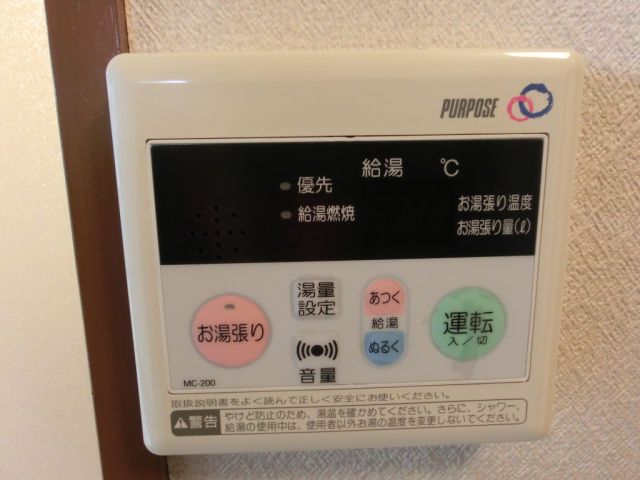 PURPOSE
給湯 ℃
優先
給湯燃焼
お湯張り温度
お湯張り量(ℓ)
お湯張り
湯量
設定
音量
あつく
給湯
ぬるく
運転
入/切
MC-200
取扱説明書をよく読んで正しく安全にお使いください。
警告
やけど防止のため、湯温を確かめてください。さらに、シャワー、
給湯の使用中は、使用者以外お湯の温度を変更しないでください。